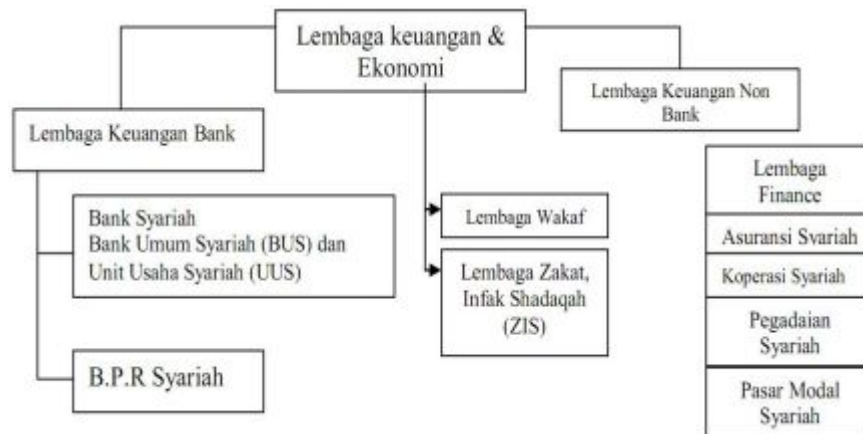 Lembaga keuangan &
Ekonomi
Lembaga Keuangan Non
Bank
Lembaga Keuangan Bank
Bank Syariah
Bank Umum Syariah (BUS) dan
Unit Usaha Syariah (UUS)
B.P.R Syariah
Lembaga Wakaf
Lembaga Zakat,
Infak Shadaqah
(ZIS)
Lembaga
Finance
Asuransi Syariah
Koperasi Syariah
Pegadaian
Syariah
Pasar Modal
Syariah